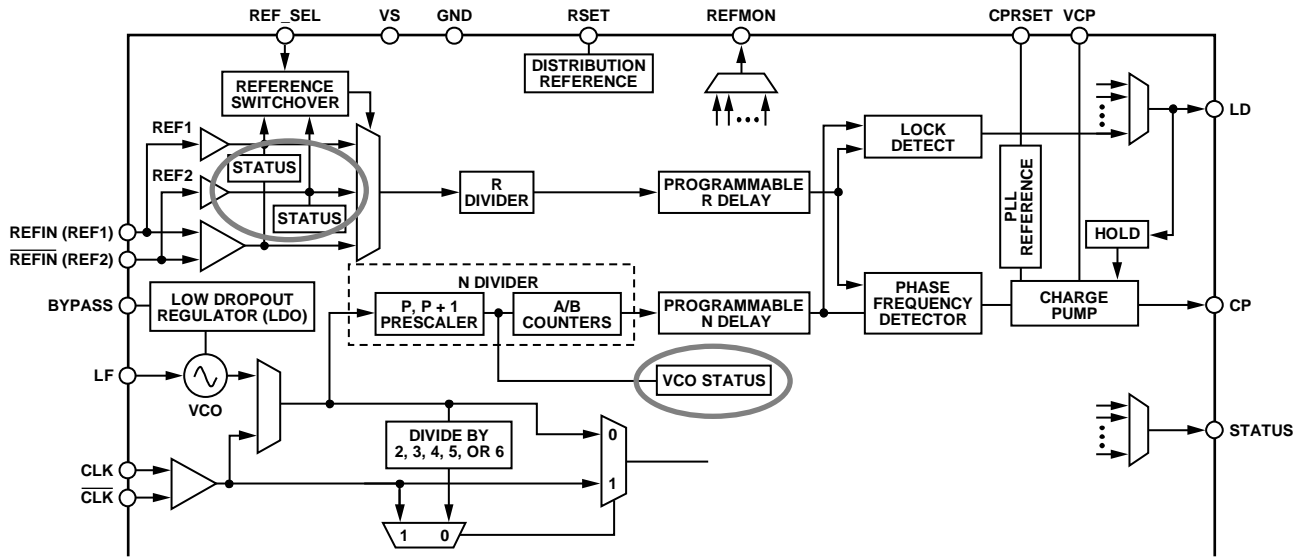 REF_SEL
VS
GND
RSET
REFMON
CPRSET
VCP
REFERENCE
SWITCHOVER
DISTRIBUTION
REFERENCE
REF1
STATUS
REF2
STATUS
R
DIVIDER
PROGRAMMABLE
R DELAY
LOCK
DETECT
LD
PLL
REFERENCE
HOLD
REFIN (REF1)
REFIN (REF2)
BYPASS
LOW DROPOUT
REGULATOR (LDO)
N DIVIDER
P, P + 1
PRESCALER
A/B
COUNTERS
PROGRAMMABLE
N DELAY
PHASE
FREQUENCY
DETECTOR
CHARGE
PUMP
CP
LF
VCO
VCO STATUS
DIVIDE BY
2, 3, 4, 5, OR 6
0
1
STATUS
CLK
CLK
1 0